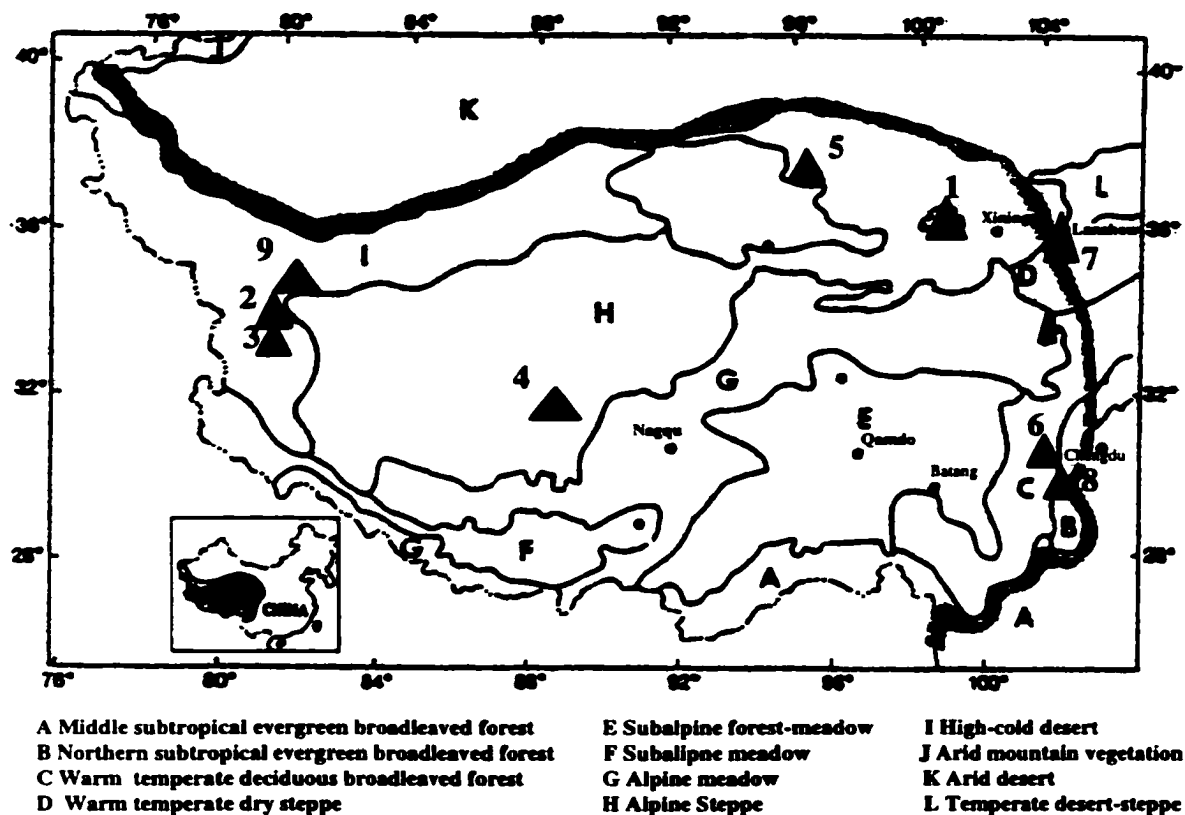 76° 80 84 88 96 100 104°
40° 40°
K
5
1
L
Xining
36° Lanzhou 36°
9 I 7
D
2
H
3
4 G
32° 32°
E 6
Nagqu Qamdo
Chengdu
Batang C 8
B
28° G F 28°
A
CHINA A
76° 80° 84° 88° 92° 96° 100°
A Middle subtropical evergreen broadleaved forest
B Northern subtropical evergreen broadleaved forest
C Warm temperate deciduous broadleaved forest
D Warm temperate dry steppe
E Subalpine forest-meadow
F Subalipne meadow
G Alpine meadow
H Alpine Steppe
I High-cold desert
J Arid mountain vegetation
K Arid desert
L Temperate desert-steppe